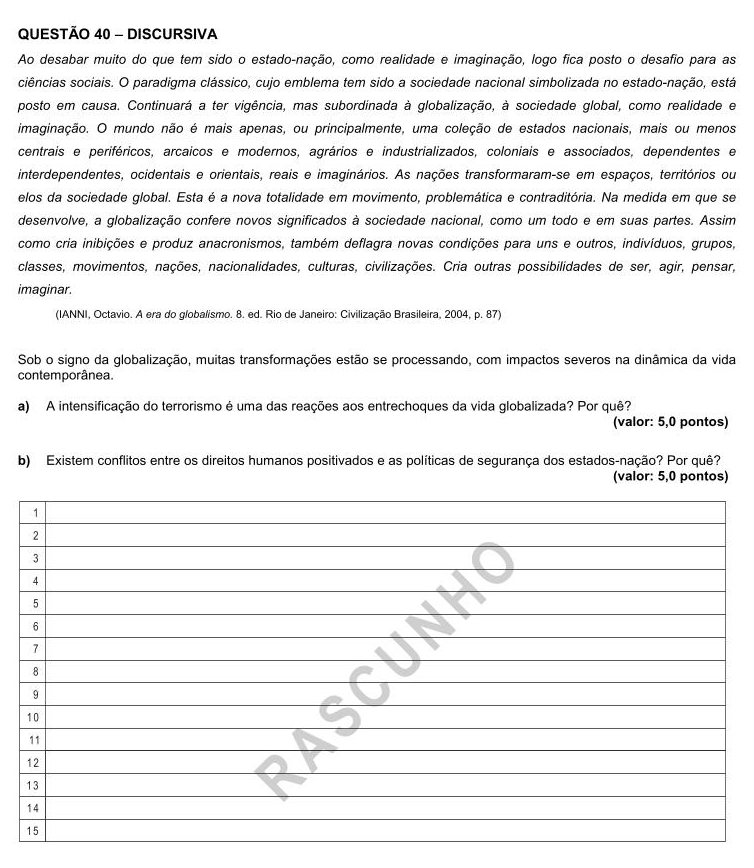 QUESTÃO 40 – DISCURSIVA
Ao desabar muito do que tem sido o estado-nação, como realidade e imaginação, logo fica posto o desafio para as
ciências sociais. O paradigma clássico, cujo emblema tem sido a sociedade nacional simbolizada no estado-nação, está
posto em causa. Continuará a ter vigência, mas subordinada à globalização, à sociedade global, como realidade e
imaginação. O mundo não é mais apenas, ou principalmente, uma coleção de estados nacionais, mais ou menos
centrais e periféricos, arcaicos e modernos, agrários e industrializados, coloniais e associados, dependentes e
interdependentes, ocidentais e orientais, reais e imaginários. As nações transformaram-se em espaços, territórios ou
elos da sociedade global. Esta é a nova totalidade em movimento, problemática e contraditória. Na medida em que se
desenvolve, a globalização confere novos significados à sociedade nacional, como um todo e em suas partes. Assim
como cria inibições e produz anacronismos, também deflagra novas condições para uns e outros, indivíduos, grupos,
classes, movimentos, nações, nacionalidades, culturas, civilizações. Cria outras possibilidades de ser, agir, pensar,
imaginar.
(IANNI, Octavio. A era do globalismo. 8. ed. Rio de Janeiro: Civilização Brasileira, 2004, p. 87)
Sob o signo da globalização, muitas transformações estão se processando, com impactos severos na dinâmica da vida
contemporânea.
a) A intensificação do terrorismo é uma das reações aos entrechoques da vida globalizada? Por quê?
(valor: 5,0 pontos)
b) Existem conflitos entre os direitos humanos positivados e as políticas de segurança dos estados-nação? Por quê?
(valor: 5,0 pontos)
1
2
3
4
5
6
7
8
9
10
11
12
13
14
15
RASCUNHO